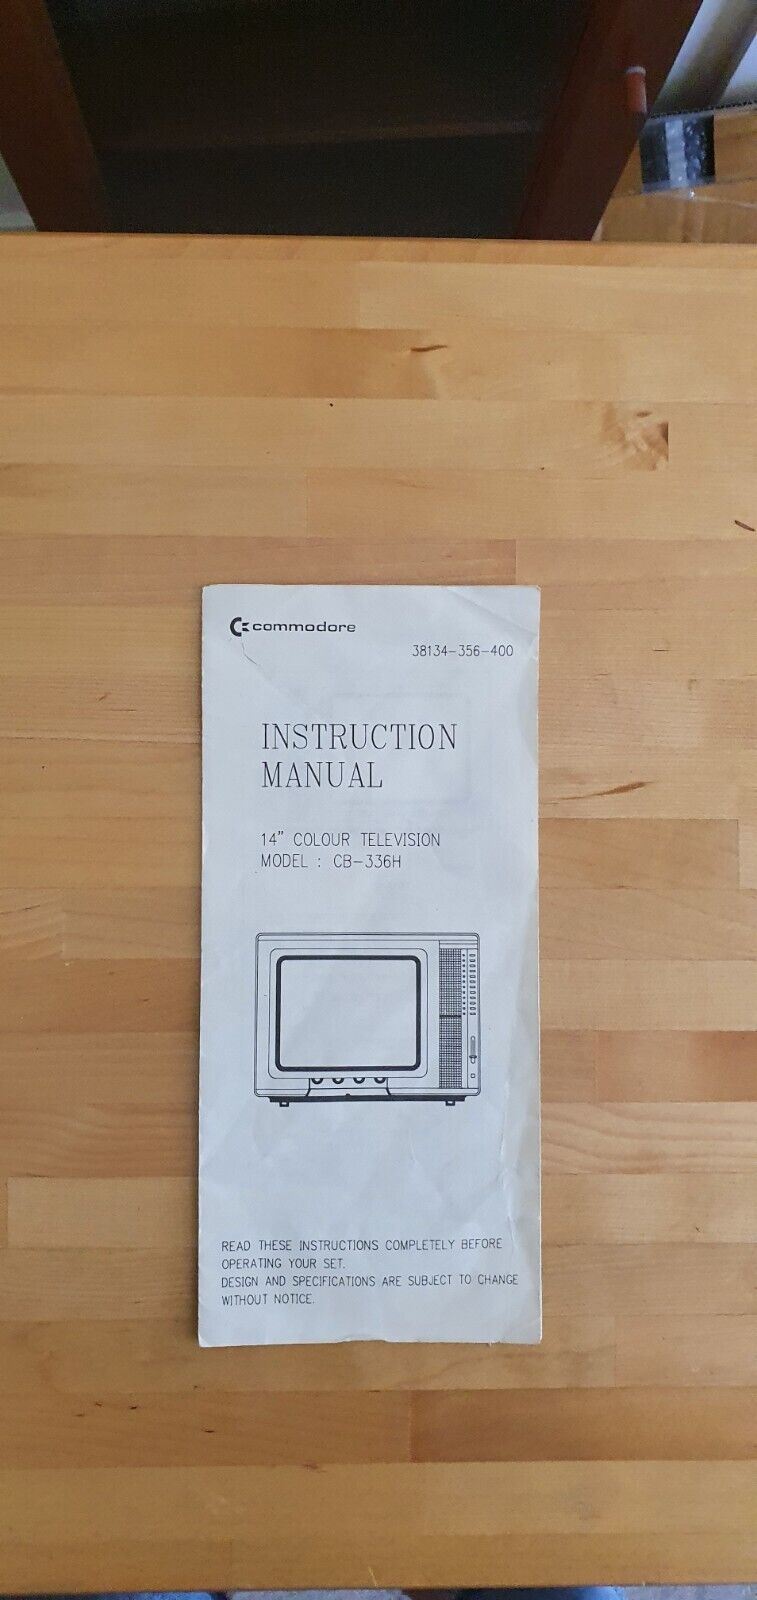 commodore
38134-356-400
INSTRUCTION
MANUAL
14" COLOUR TELEVISION
MODEL : CB-336H
READ THESE INSTRUCTIONS COMPLETELY BEFORE
OPERATING YOUR SET.
DESIGN AND SPECIFICATIONS ARE SUBJECT TO CHANGE
WITHOUT NOTICE.